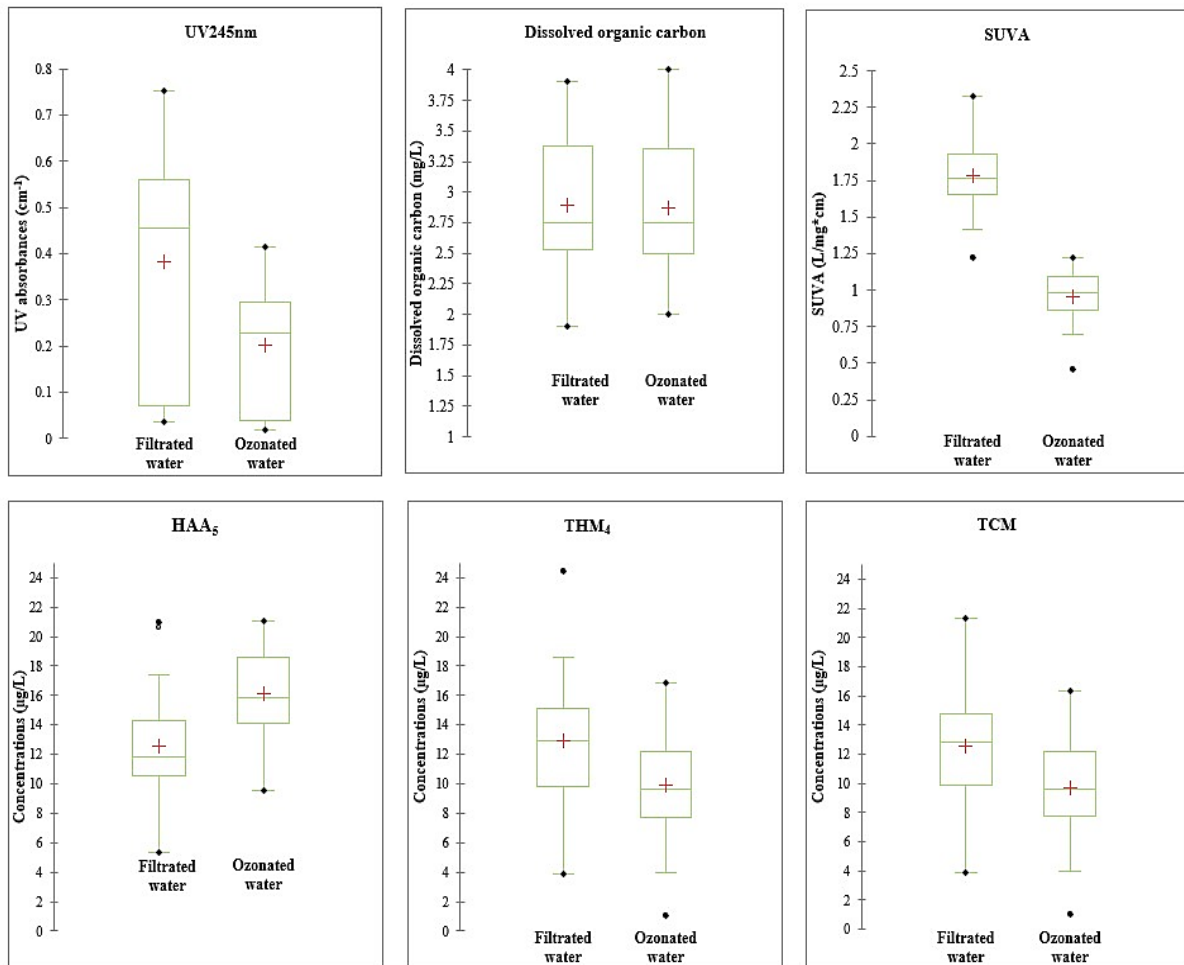 UV245nm
UV absorbances (cm⁻¹)
0.8
0.7
0.6
0.5
0.4
0.3
0.2
0.1
0
Filtrated
water
Ozonated
water
Dissolved organic carbon
Dissolved organic carbon (mg/L)
4
3.75
3.5
3.25
3
2.75
2.5
2.25
2
1.75
1.5
1.25
1
Filtrated
water
Ozonated
water
SUVA
SUVA (L/mg*cm)
2.5
2.25
2
1.75
1.5
1.25
1
0.75
0.5
0.25
0
Filtrated
water
Ozonated
water
HAA₅
Concentrations (µg/L)
24
22
20
18
16
14
12
10
8
6
4
2
0
Filtrated
water
Ozonated
water
THM₄
Concentrations (µg/L)
24
22
20
18
16
14
12
10
8
6
4
2
0
Filtrated
water
Ozonated
water
TCM
Concentrations (µg/L)
24
22
20
18
16
14
12
10
8
6
4
2
0
Filtrated
water
Ozonated
water